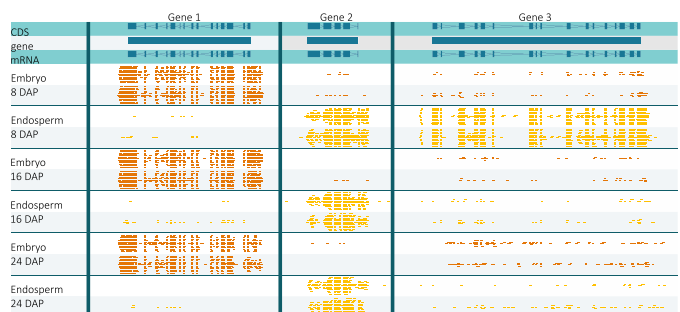 Gene 1 Gene 2 Gene 3
CDS
gene
mRNA
Embryo
8 DAP
Endosperm
8 DAP
Embryo
16 DAP
Endosperm
16 DAP
Embryo
24 DAP
Endosperm
24 DAP